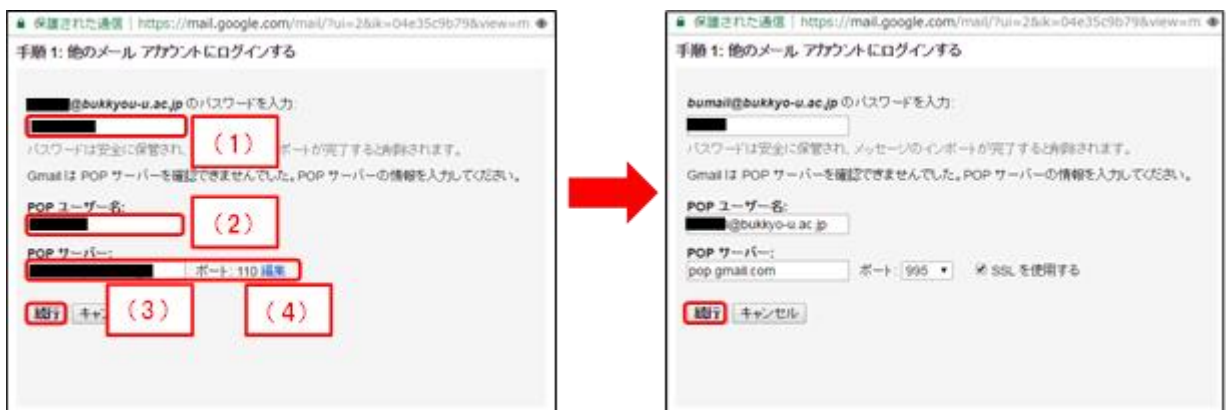 保護された通信 | https://mail.google.com/mail/?ui=2&ik=04e35c9b79&view=m
手順 1: 他のメール アカウントにログインする
@bukkyou-u.ac.jp のパスワードを入力:
(1)
パスワードは安全に保管され、 ポートが完了すると削除されます。
Gmail は POP サーバーを確認できませんでした。POP サーバーの情報を入力してください。
POP ユーザー名:
(2)
POP サーバー:
ポート: 110 編集
続行 キャン
(3)
(4)
保護された通信 | https://mail.google.com/mail/?ui=2&ik=04e35c9b79&view=m
手順 1: 他のメール アカウントにログインする
bumail@bukkyo-u.ac.jp のパスワードを入力:
パスワードは安全に保管され、メッセージのインポートが完了すると削除されます。
Gmail は POP サーバーを確認できませんでした。POP サーバーの情報を入力してください。
POP ユーザー名:
@bukkyo-u.ac.jp
POP サーバー:
pop.gmail.com ポート: 995 SSL を使用する
続行 キャンセル